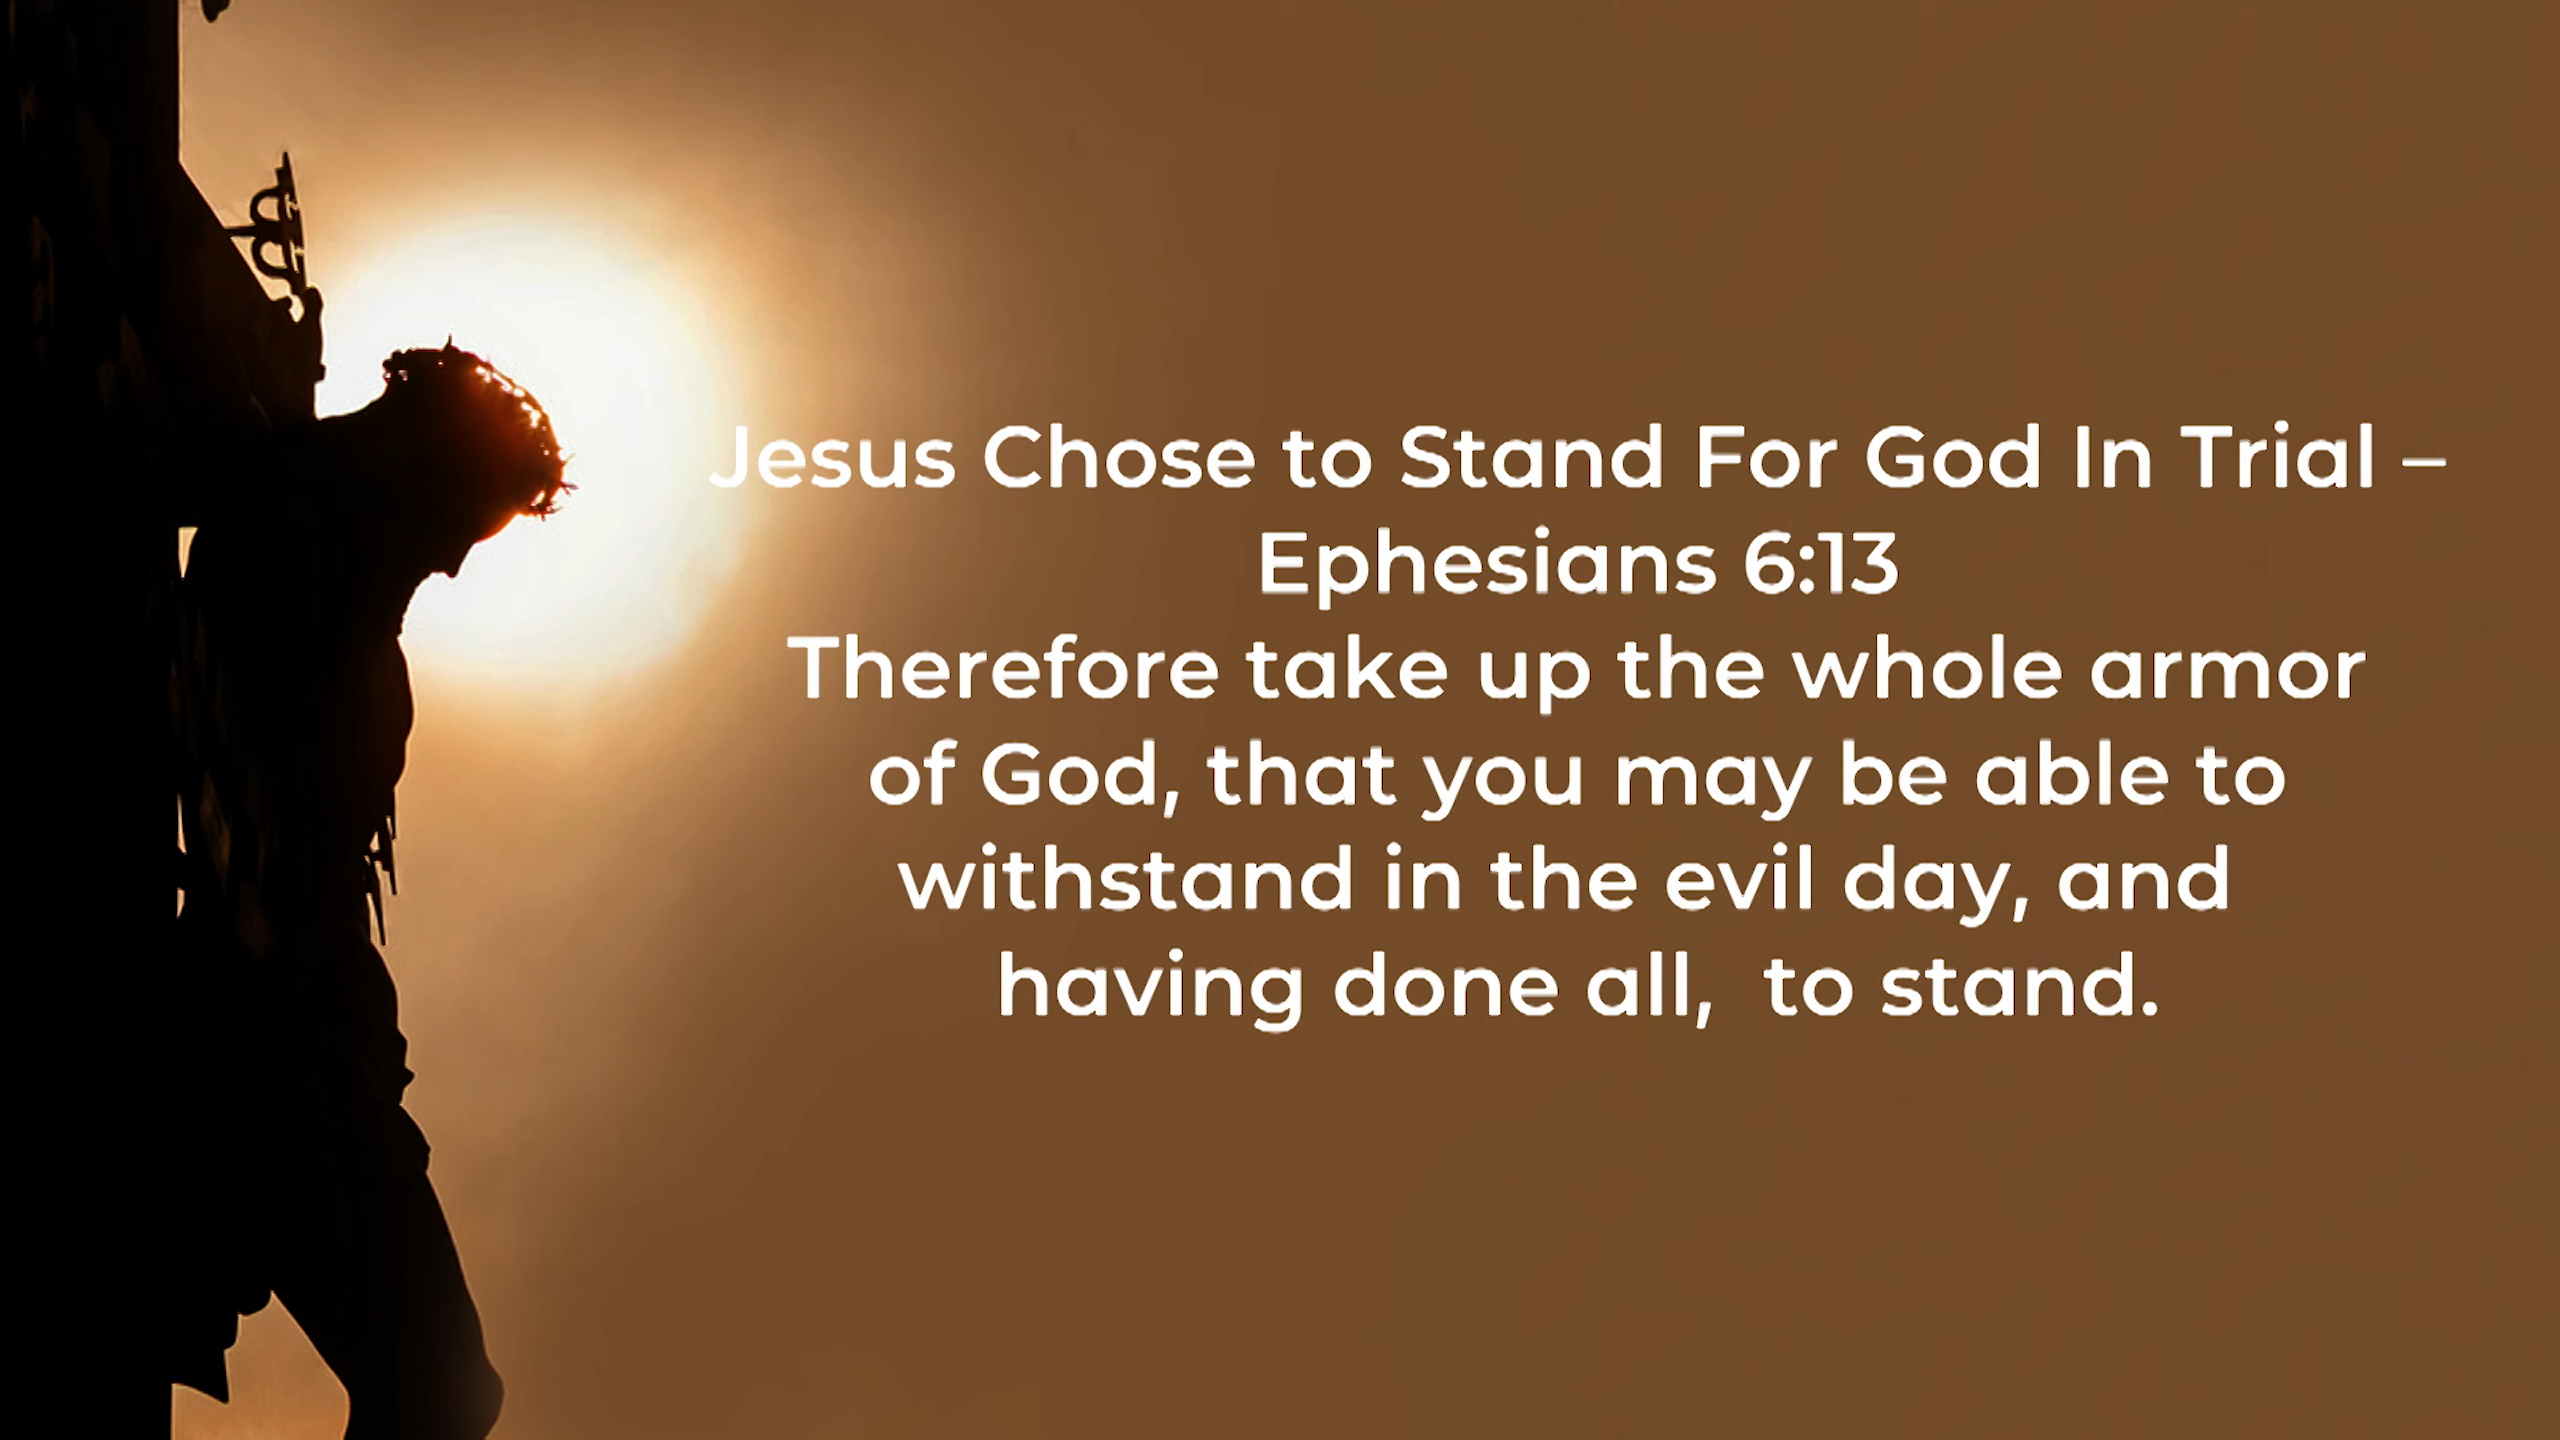 Jesus Chose to Stand For God In Trial –
Ephesians 6:13
Therefore take up the whole armor
of God, that you may be able to
withstand in the evil day, and
having done all,  to stand.